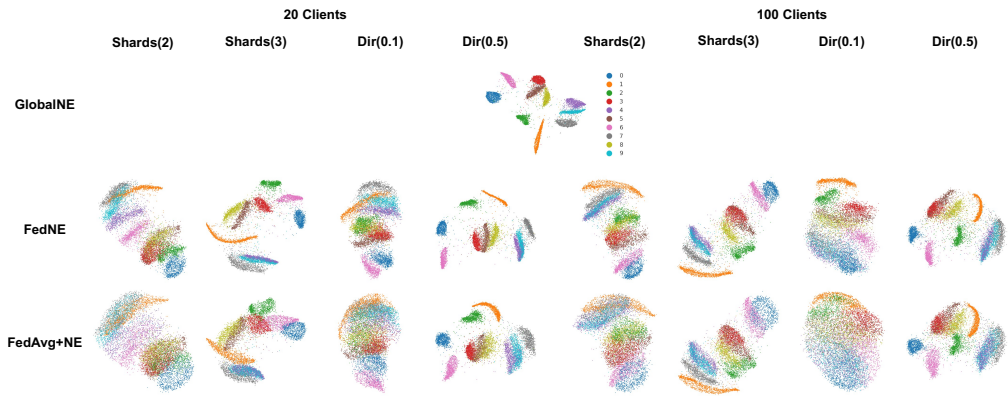 20 Clients 100 Clients
Shards(2) Shards(3) Dir(0.1) Dir(0.5) Shards(2) Shards(3) Dir(0.1) Dir(0.5)
GlobalNE
0
1
2
3
4
5
6
7
8
9
FedNE
FedAvg+NE